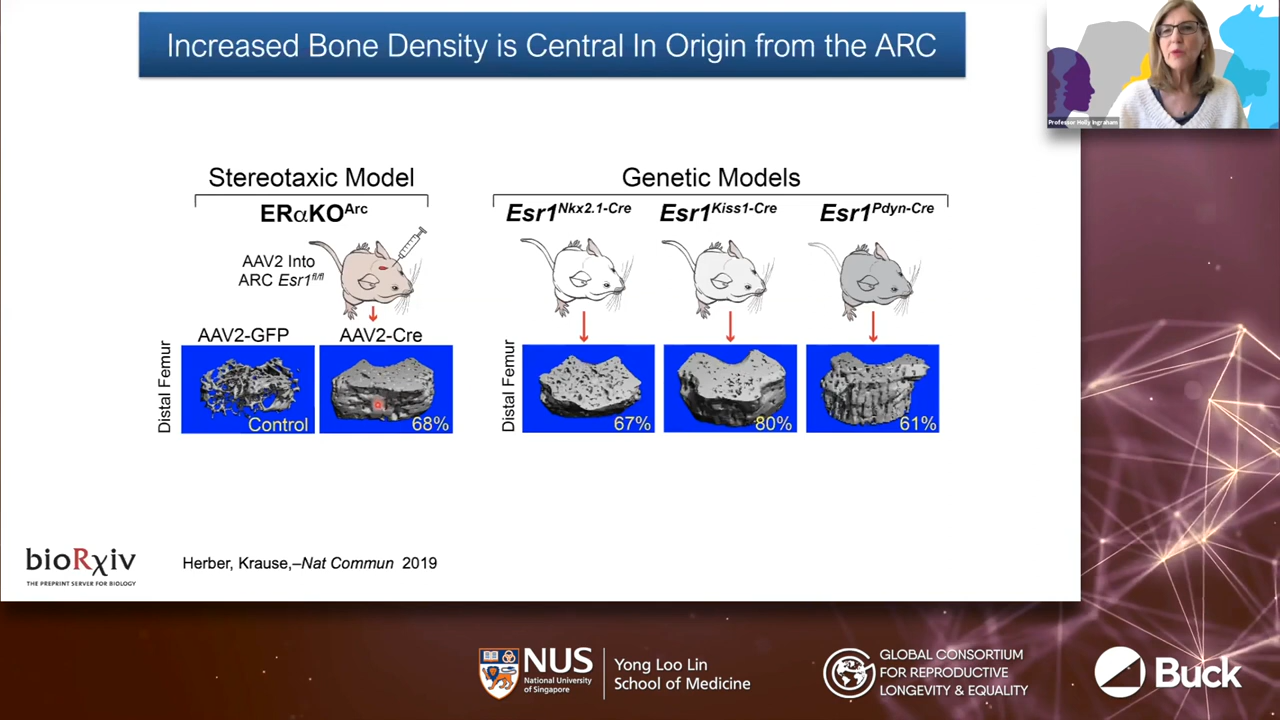 Increased Bone Density is Central In Origin from the ARC
Professor Holly Ingraham
Stereotaxic Model
ERαKO^Arc
AAV2 Into
ARC Esr1^fl/fl
AAV2-GFP
AAV2-Cre
Distal Femur
Control
68%
Genetic Models
Esr1^Nkx2.1-Cre
Esr1^Kiss1-Cre
Esr1^Pdyn-Cre
Distal Femur
67%
80%
61%
bioRxiv
THE PREPRINT SERVER FOR BIOLOGY
Herber, Krause,–Nat Commun 2019
NUS
National University
of Singapore
Yong Loo Lin
School of Medicine
GLOBAL CONSORTIUM
FOR REPRODUCTIVE
LONGEVITY & EQUALITY
Buck